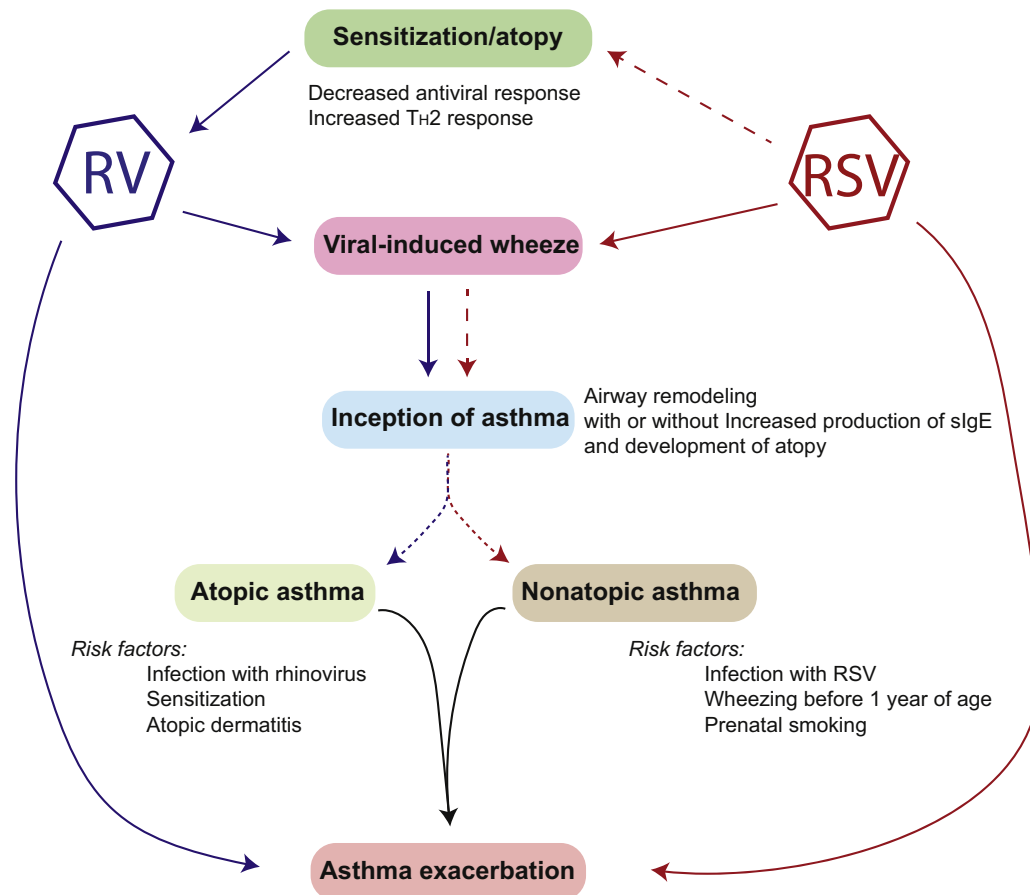 Sensitization/atopy
Decreased antiviral response
Increased TH2 response
RV
RSV
Viral-induced wheeze
Inception of asthma
Airway remodeling
with or without Increased production of sIgE
and development of atopy
Atopic asthma
Nonatopic asthma
Risk factors:
Infection with rhinovirus
Sensitization
Atopic dermatitis
Risk factors:
Infection with RSV
Wheezing before 1 year of age
Prenatal smoking
Asthma exacerbation